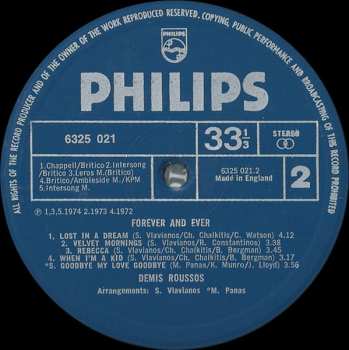 ALL RIGHTS OF THE RECORD PRODUCER AND OF THE OWNER OF THE WORK REPRODUCED RESERVED. UNAUTHORISED COPYING, PUBLIC PERFORMANCE AND BROADCASTING OF THIS RECORD PROHIBITED
PHILIPS
PHILIPS
6325 021
33 1/3
STEREO
1.Chappell/Britico 2.Intersong
/Britico 3.Leros M./Britico)
4.Britico/Ambleside M./KPM
5.Intersong M.
6325 021.2
Made in England
2
Ⓟ 1,3,5.1974 2.1973 4.1972
FOREVER AND EVER
1. LOST IN A DREAM (S. Vlavianos/Ch. Chalkitis/C. Watson) 4.12
2. VELVET MORNINGS (S. Vlavianos/R. Constantinos) 3.38
3. REBECCA (S. Vlavianos/Ch. Chalkitis/R. Bergman) 3.45
4. WHEN I'M A KID (S. Vlavianos/Ch. Chalkitis/B. Bergman) 3.17
*5. GOODBYE MY LOVE GOODBYE (M. Panas/K. Munro/J. Lloyd) 3.56
DEMIS ROUSSOS
Arrangements: S. Vlavianos *M. Panas